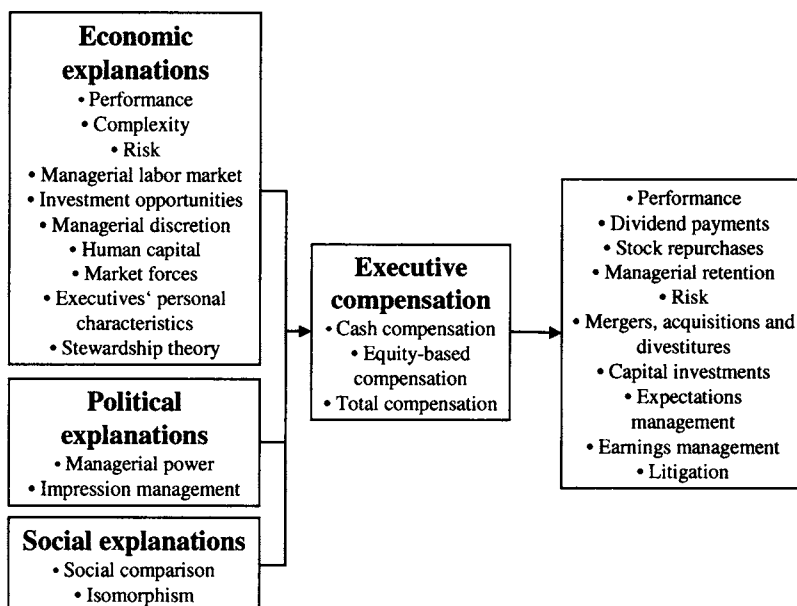 Economic
explanations
• Performance
• Complexity
• Risk
• Managerial labor market
• Investment opportunities
• Managerial discretion
• Human capital
• Market forces
• Executives‘ personal
characteristics
• Stewardship theory
Political
explanations
• Managerial power
• Impression management
Social explanations
• Social comparison
• Isomorphism
Executive
compensation
• Cash compensation
• Equity-based
compensation
• Total compensation
• Performance
• Dividend payments
• Stock repurchases
• Managerial retention
• Risk
• Mergers, acquisitions and
divestitures
• Capital investments
• Expectations
management
• Earnings management
• Litigation